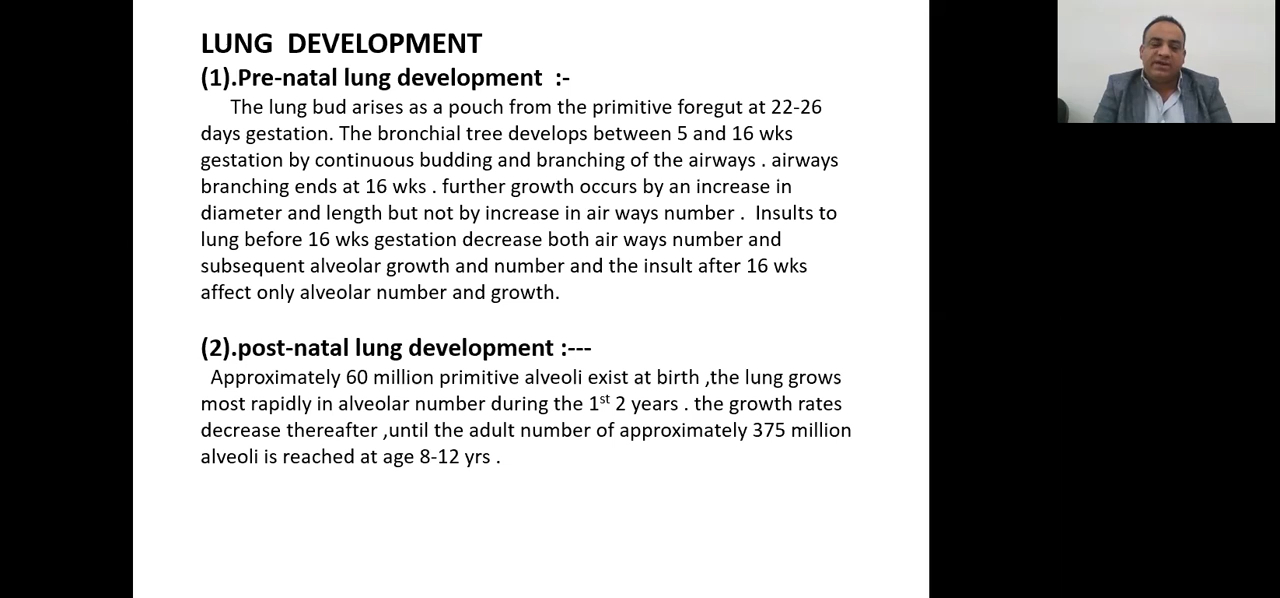 LUNG  DEVELOPMENT
(1).Pre-natal lung development  :-
The lung bud arises as a pouch from the primitive foregut at 22-26
days gestation. The bronchial tree develops between 5 and 16 wks
gestation by continuous budding and branching of the airways . airways
branching ends at 16 wks . further growth occurs by an increase in
diameter and length but not by increase in air ways number .  Insults to
lung before 16 wks gestation decrease both air ways number and
subsequent alveolar growth and number and the insult after 16 wks
affect only alveolar number and growth.
(2).post-natal lung development :---
Approximately 60 million primitive alveoli exist at birth ,the lung grows
most rapidly in alveolar number during the 1st 2 years . the growth rates
decrease thereafter ,until the adult number of approximately 375 million
alveoli is reached at age 8-12 yrs .